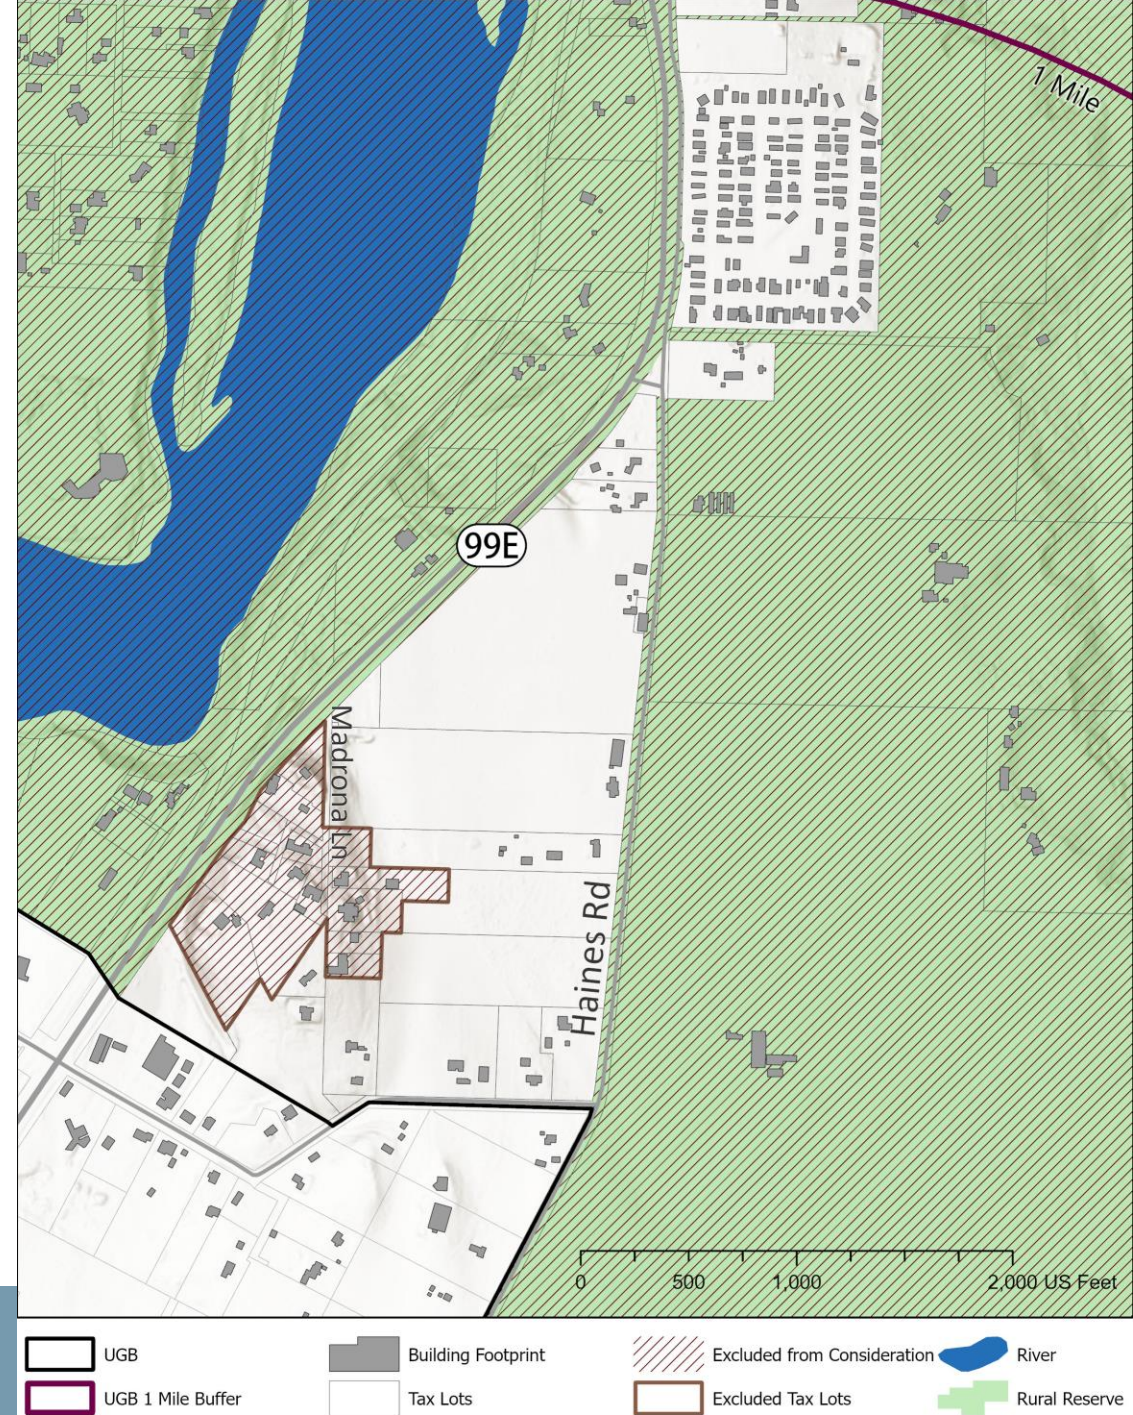 1 Mile
99E
Madrona Ln
Haines Rd
0 500 1,000 2,000 US Feet
UGB Building Footprint Excluded from Consideration River
UGB 1 Mile Buffer Tax Lots Excluded Tax Lots Rural Reserve